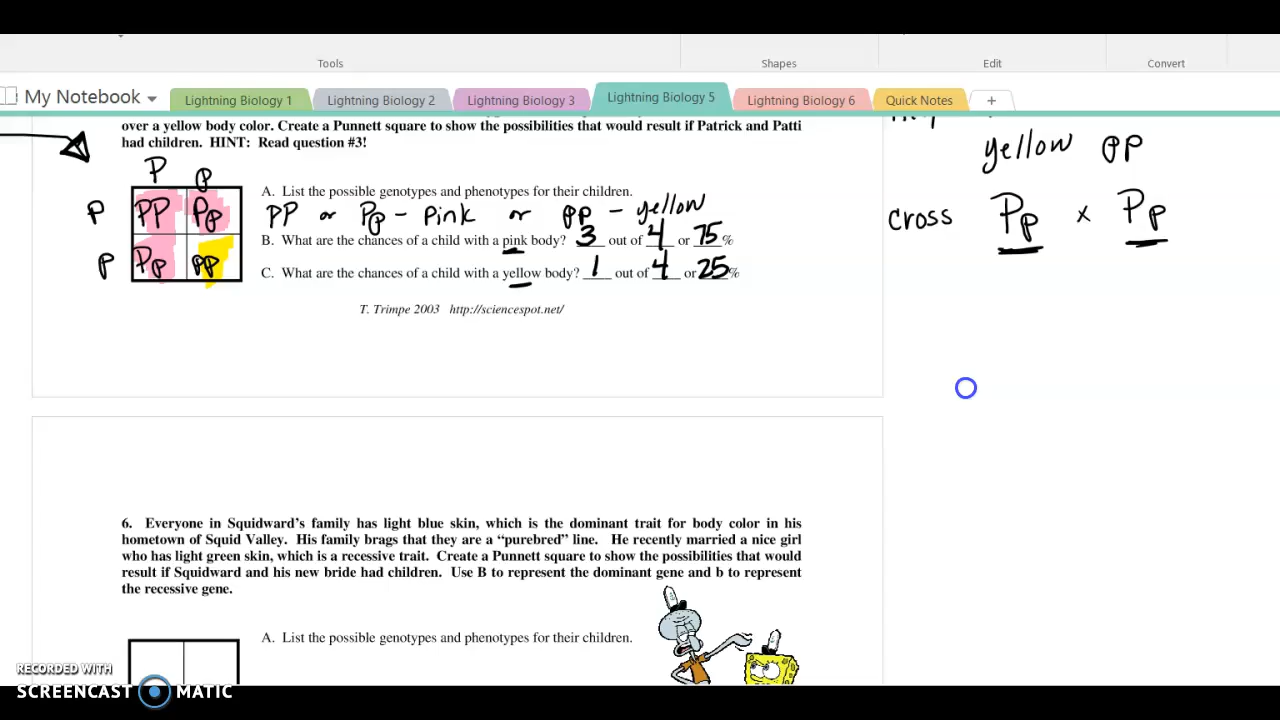 Tools
Shapes
Edit
Convert
My Notebook
Lightning Biology 1
Lightning Biology 2
Lightning Biology 3
Lightning Biology 5
Lightning Biology 6
Quick Notes
+
over a yellow body color. Create a Punnett square to show the possibilities that would result if Patrick and Patti
had children. HINT: Read question #3!
yellow pp
cross Pp x Pp
P p
P PP Pp
p Pp pp
A. List the possible genotypes and phenotypes for their children.
PP or Pp - pink or pp - yellow
B. What are the chances of a child with a pink body? 3 out of 4 or 75%
C. What are the chances of a child with a yellow body? 1 out of 4 or 25%
T. Trimpe 2003 http://sciencespot.net/
6. Everyone in Squidward's family has light blue skin, which is the dominant trait for body color in his
hometown of Squid Valley. His family brags that they are a “purebred” line. He recently married a nice girl
who has light green skin, which is a recessive trait. Create a Punnett square to show the possibilities that would
result if Squidward and his new bride had children. Use B to represent the dominant gene and b to represent
the recessive gene.
A. List the possible genotypes and phenotypes for their children.
RECORDED WITH
SCREENCAST MATIC